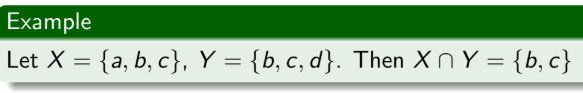 Example
Let X = {a, b, c}, Y = {b, c, d}. Then X ∩ Y = {b, c}